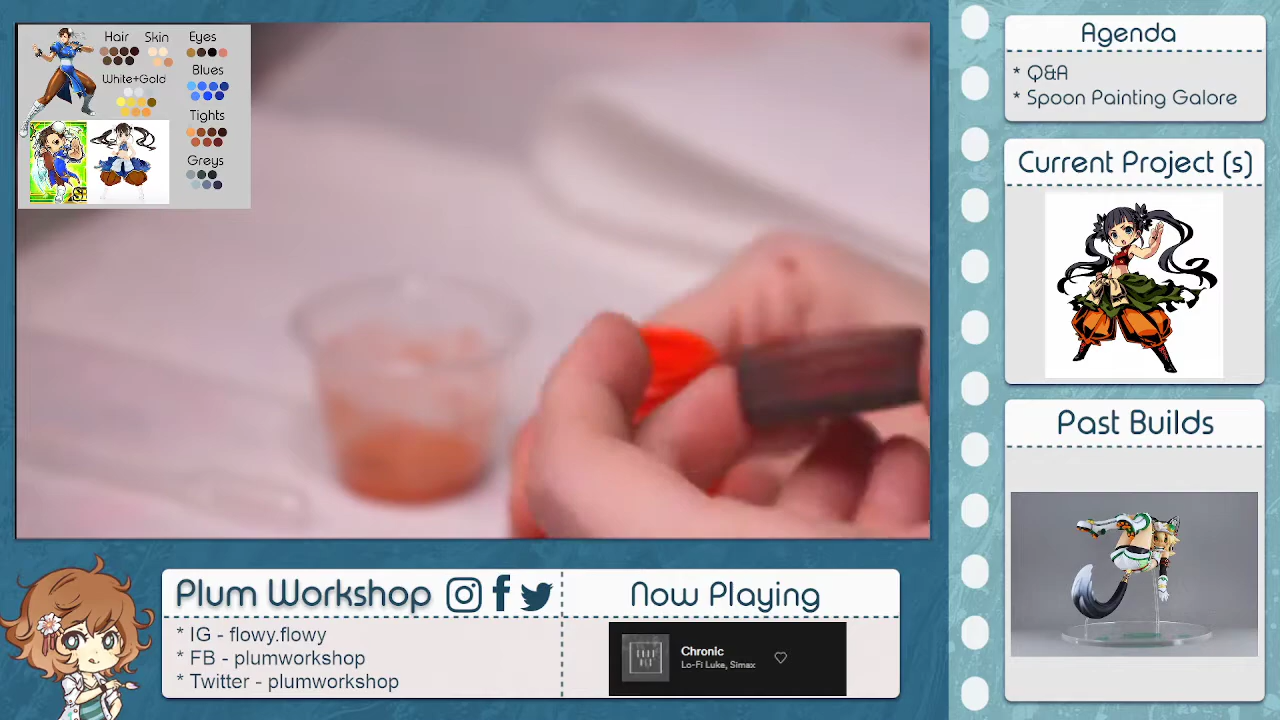 Hair
Skin
Eyes
White+Gold
Blues
Tights
Greys
Agenda
* Q&A
* Spoon Painting Galore
Current Project (s)
Past Builds
Plum Workshop
* IG - flowy.flowy
* FB - plumworkshop
* Twitter - plumworkshop
Now Playing
Chronic
Lo-Fi Luke, Simax